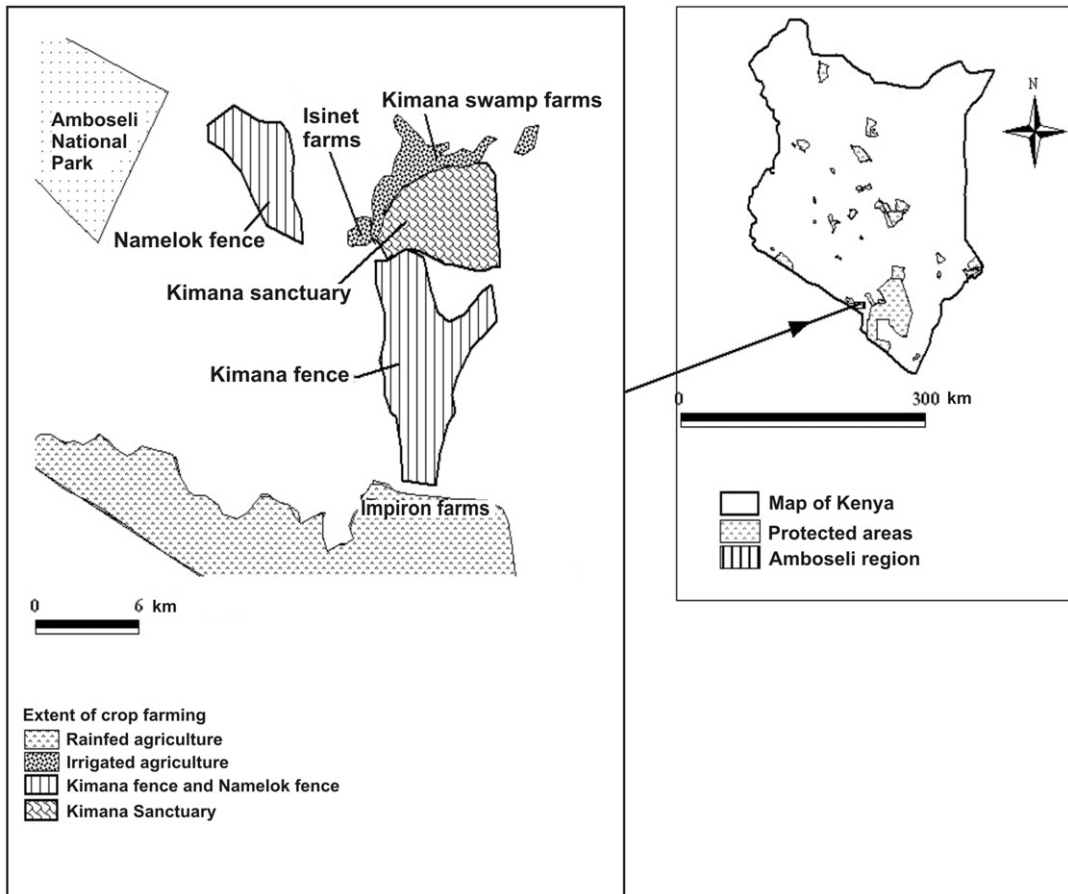 Amboseli
National
Park
Isinet
farms
Kimana swamp farms
Namelok fence
Kimana sanctuary
Kimana fence
Impiron farms
0 6 km
Extent of crop farming
Rainfed agriculture
Irrigated agriculture
Kimana fence and Namelok fence
Kimana Sanctuary
N
0 300 km
Map of Kenya
Protected areas
Amboseli region